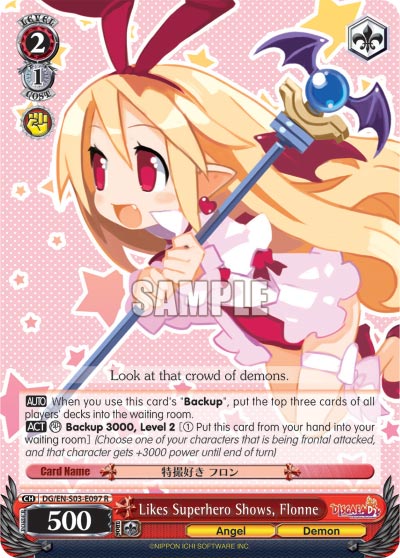 LEVEL
2
1
COST
SAMPLE
Look at that crowd of demons.
AUTO When you use this card's "Backup", put the top three cards of all
players' decks into the waiting room.
ACT Backup 3000, Level 2 [① Put this card from your hand into your
waiting room] (Choose one of your characters that is being frontal attacked,
and that character gets +3000 power until end of turn)
Card Name 特撮好き フロン
CH DG/EN-S03-E097 R
POWER
500
SOUL
Likes Superhero Shows, Flonne
DISGAEA
Angel Demon
©NIPPON ICHI SOFTWARE INC.